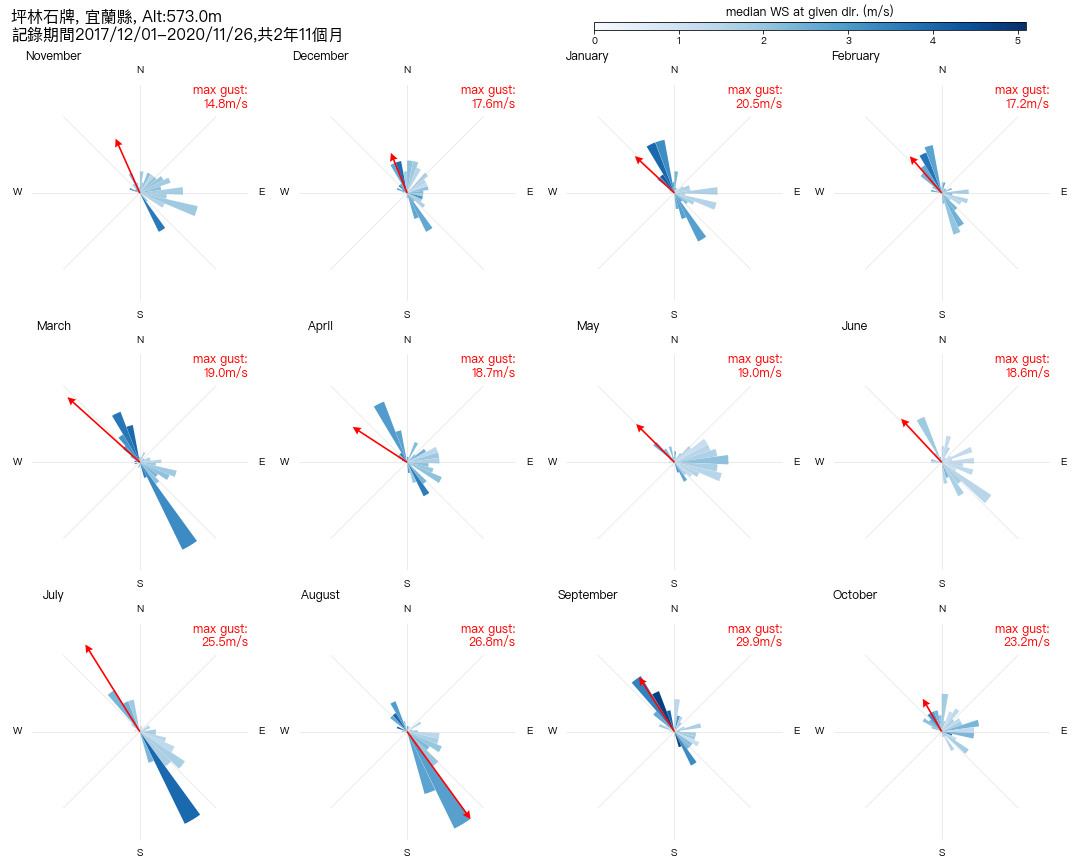 坪林石牌, 宜蘭縣, Alt:573.0m
記錄期間2017/12/01−2020/11/26,共2年11個月
median WS at given dir. (m/s)
0 1 2 3 4 5
November
N
max gust:
14.8m/s
W
E
S
December
N
max gust:
17.6m/s
W
E
S
January
N
max gust:
20.5m/s
W
E
S
February
N
max gust:
17.2m/s
W
E
S
March
N
max gust:
19.0m/s
W
E
S
April
N
max gust:
18.7m/s
W
E
S
May
N
max gust:
19.0m/s
W
E
S
June
N
max gust:
18.6m/s
W
E
S
July
N
max gust:
25.5m/s
W
E
S
August
N
max gust:
26.8m/s
W
E
S
September
N
max gust:
29.9m/s
W
E
S
October
N
max gust:
23.2m/s
W
E
S